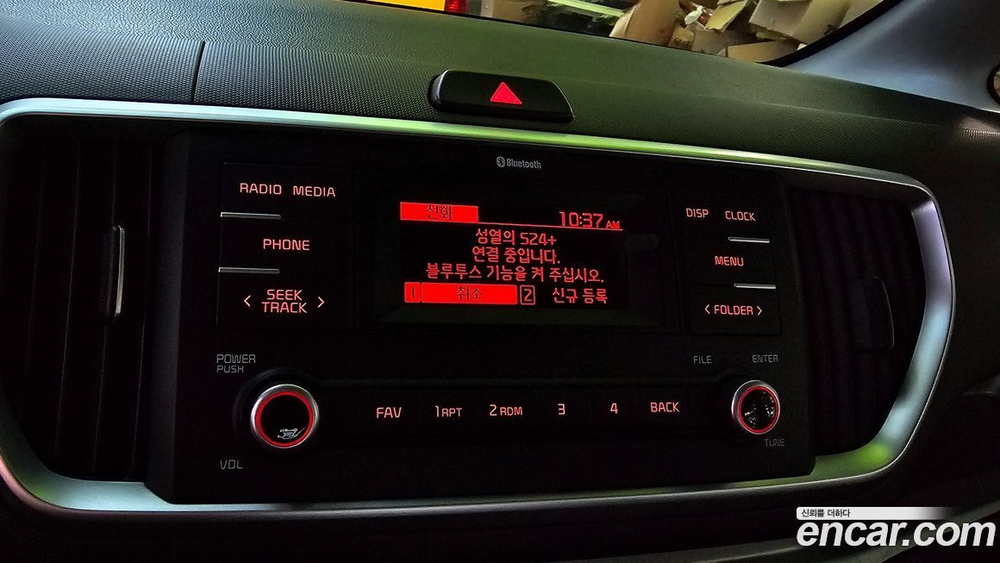 Bluetooth
RADIO MEDIA
PHONE
SEEK
TRACK
전화 10:37 AM
성열의 S24+
연결 중입니다.
블루투스 기능을 켜 주십시오.
1 취소 2 신규 등록
DISP CLOCK
MENU
FOLDER
POWER
PUSH
VOL
FAV 1 RPT 2 RDM 3 4 BACK
FILE ENTER
TUNE
신뢰를 더하다
encar.com